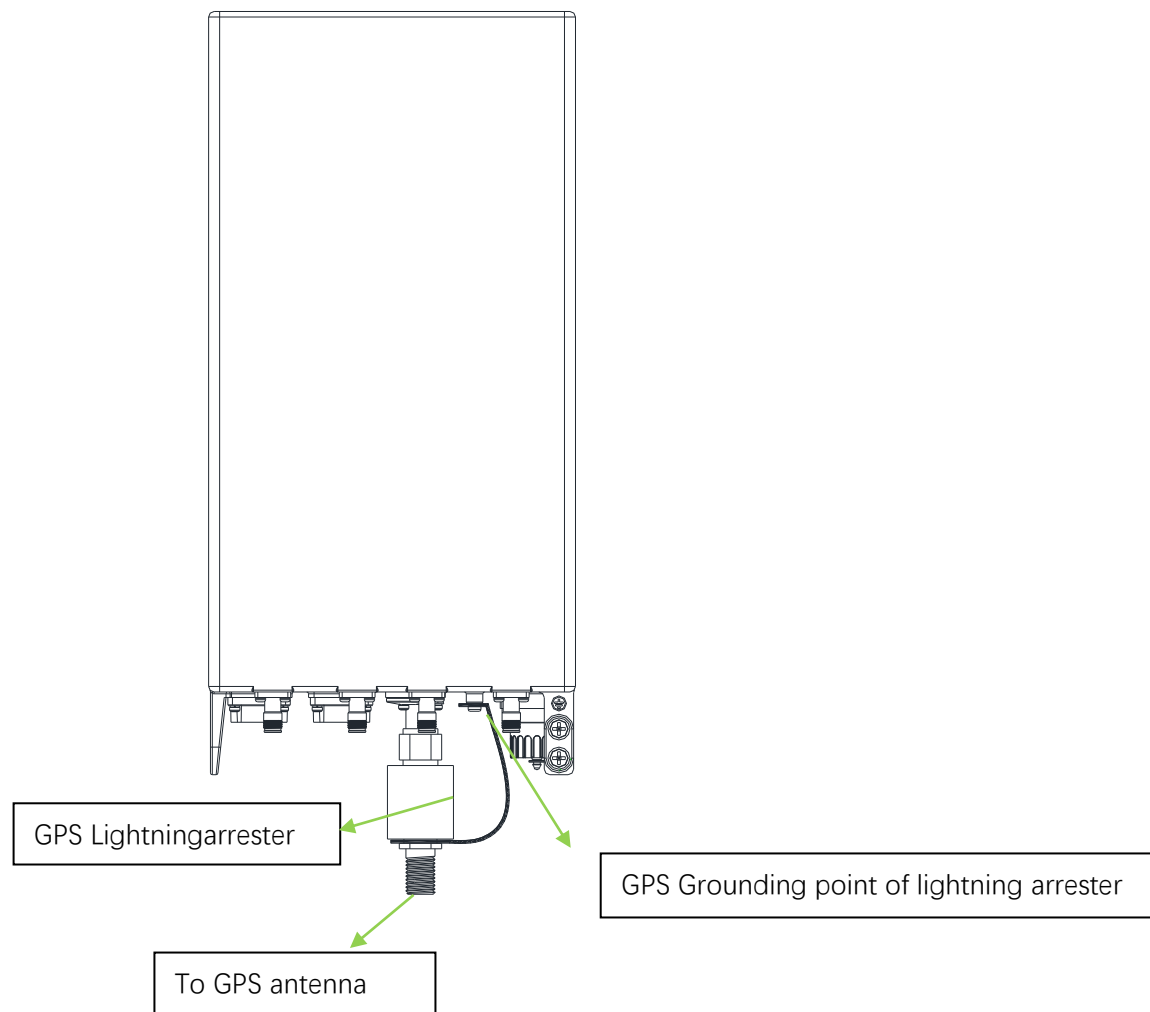 GPS Lightningarrester
GPS Grounding point of lightning arrester
To GPS antenna